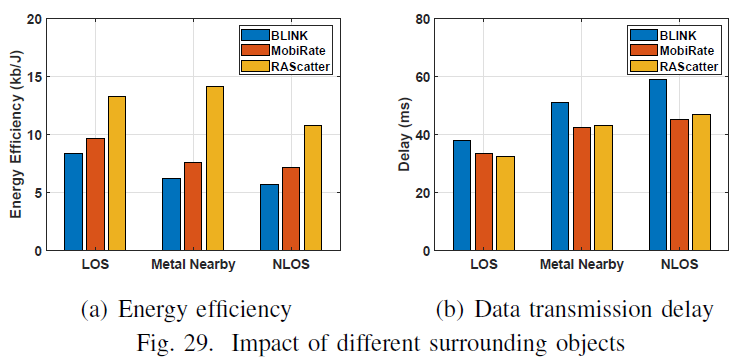 20
15
10
5
0
Energy Efficiency (kb/J)
BLINK
MobiRate
RAScatter
LOS
Metal Nearby
NLOS
(a) Energy efficiency
80
60
40
20
0
Delay (ms)
BLINK
MobiRate
RAScatter
LOS
Metal Nearby
NLOS
(b) Data transmission delay
Fig. 29. Impact of different surrounding objects